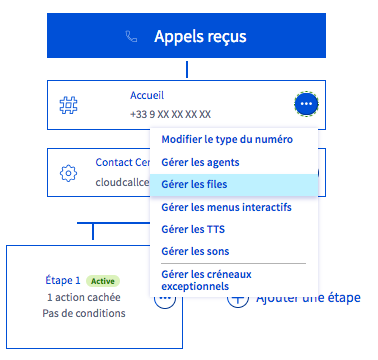 Appels reçus
Accueil
+33 9 XX XX XX XX
Modifier le type du numéro
Contact Cen
Gérer les agents
cloudcallce
Gérer les files
Gérer les menus interactifs
Gérer les TTS
Gérer les sons
Gérer les créneaux
exceptionnels
Étape 1 Active
1 action cachée
Pas de conditions
Ajouter une étape